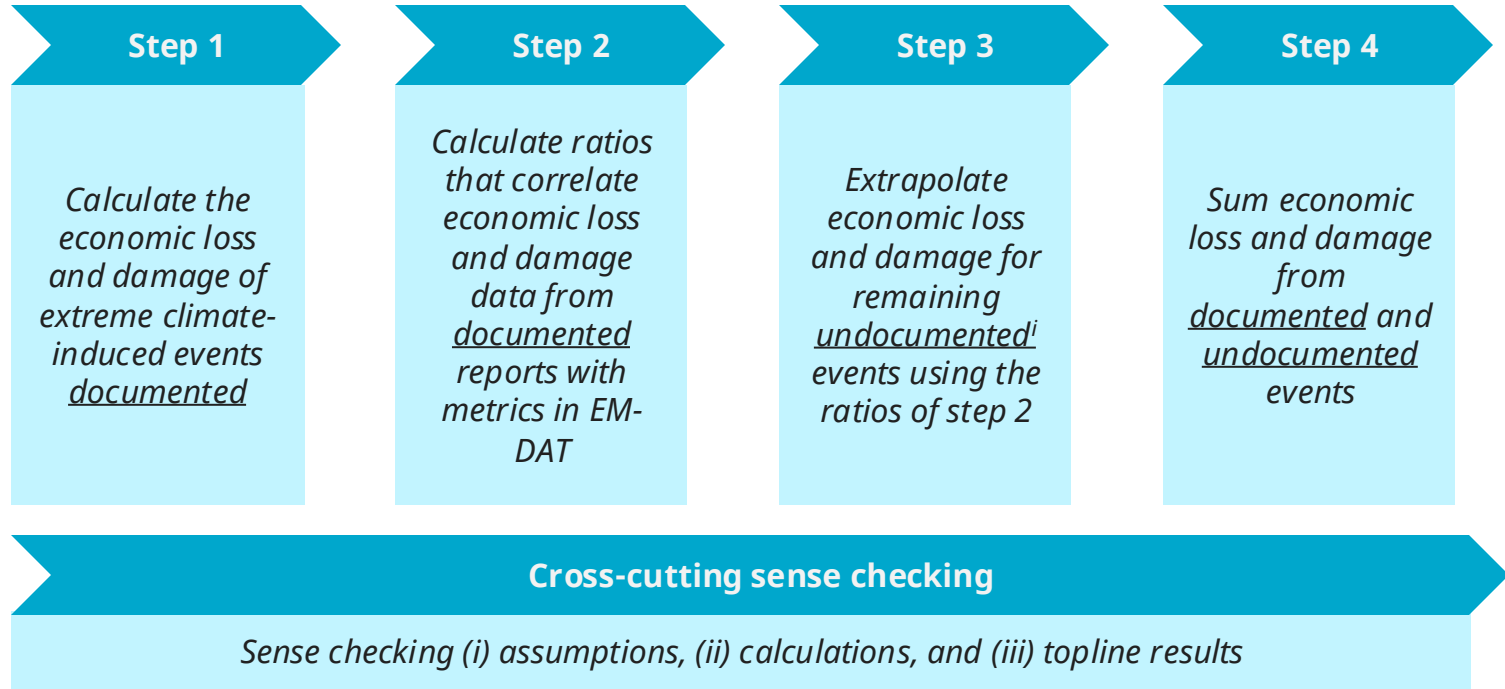 Step 1
Calculate the
economic loss
and damage of
extreme climate-
induced events
documented
Step 2
Calculate ratios
that correlate
economic loss
and damage
data from
documented
reports with
metrics in EM-
DAT
Step 3
Extrapolate
economic loss
and damage for
remaining
undocumentedⁱ
events using the
ratios of step 2
Step 4
Sum economic
loss and damage
from
documented and
undocumented
events
Cross-cutting sense checking
Sense checking (i) assumptions, (ii) calculations, and (iii) topline results